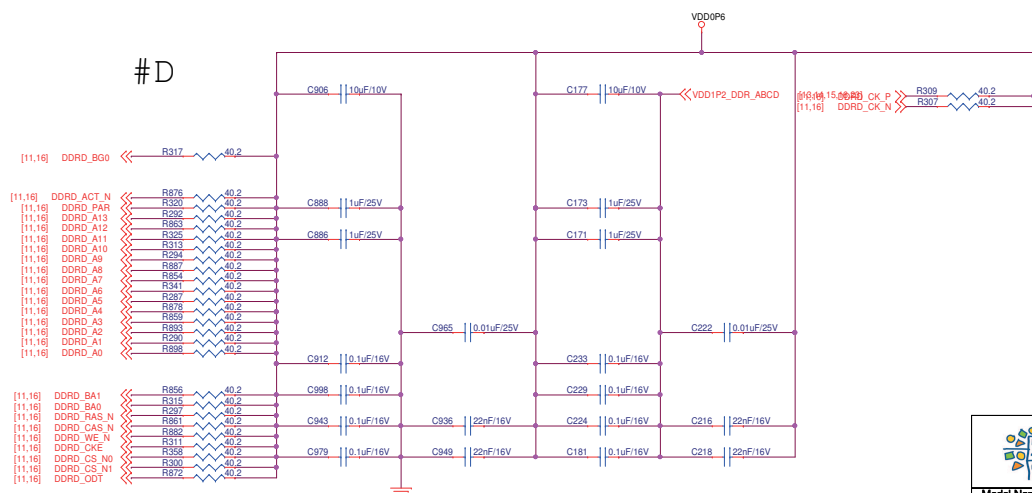 VDD0P6
#D
C906 10µF/10V
C177 10µF/10V
VDD1P2_DDR_ABCD
DDRD_CK_P R309 40.2
[11,16] DDRD_CK_N R307 40.2
[11,16] DDRD_BG0 R317 40.2
[11,16] DDRD_ACT_N R876 40.2
[11,16] DDRD_PAR R320 40.2
C888 1uF/25V
C173 1uF/25V
[11,16] DDRD_A13 R292 40.2
[11,16] DDRD_A12 R863 40.2
[11,16] DDRD_A11 R325 40.2
C886 1uF/25V
C171 1uF/25V
[11,16] DDRD_A10 R313 40.2
[11,16] DDRD_A9 R294 40.2
[11,16] DDRD_A8 R887 40.2
[11,16] DDRD_A7 R854 40.2
[11,16] DDRD_A6 R341 40.2
[11,16] DDRD_A5 R287 40.2
[11,16] DDRD_A4 R878 40.2
[11,16] DDRD_A3 R859 40.2
[11,16] DDRD_A2 R893 40.2
C965 0.01uF/25V
C222 0.01uF/25V
[11,16] DDRD_A1 R290 40.2
[11,16] DDRD_A0 R898 40.2
C912 0.1uF/16V
C233 0.1uF/16V
[11,16] DDRD_BA1 R856 40.2
C998 0.1uF/16V
C229 0.1uF/16V
[11,16] DDRD_BA0 R315 40.2
[11,16] DDRD_RAS_N R297 40.2
[11,16] DDRD_CAS_N R861 40.2
C943 0.1uF/16V
C936 22nF/16V
C224 0.1uF/16V
C216 22nF/16V
[11,16] DDRD_WE_N R882 40.2
[11,16] DDRD_CKE R311 40.2
[11,16] DDRD_CS_N0 R358 40.2
C979 0.1uF/16V
C949 22nF/16V
C181 0.1uF/16V
C218 22nF/16V
[11,16] DDRD_CS_N1 R300 40.2
[11,16] DDRD_ODT R872 40.2